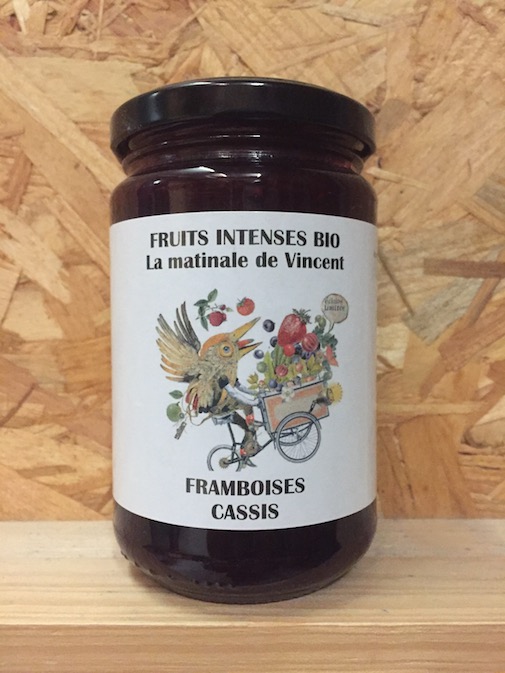 FRUITS INTENSES BIO
La matinale de Vincent
FRAMBOISES
CASSIS